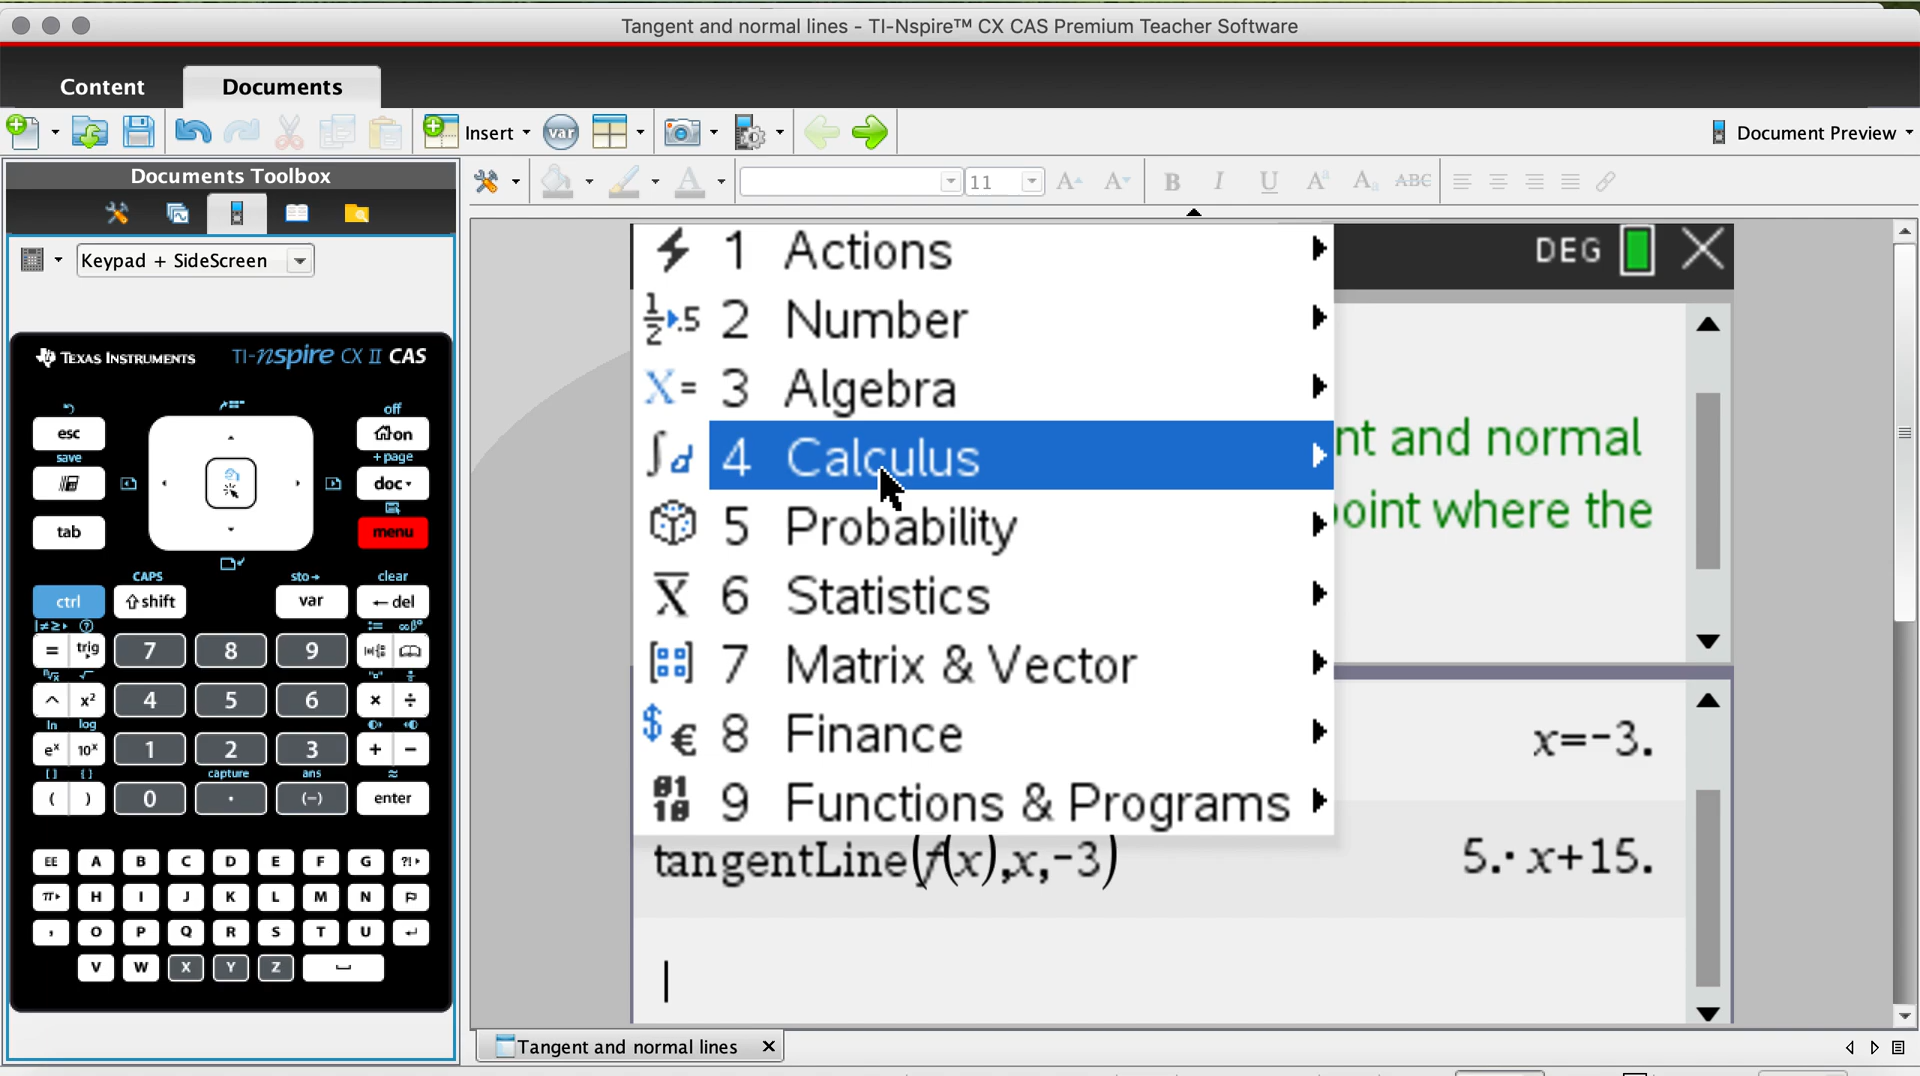 Tangent and normal lines - TI-Nspire™ CX CAS Premium Teacher Software
Content
Documents
Insert
var
Document Preview
Documents Toolbox
11
B I U ABC
Keypad + SideScreen
TEXAS INSTRUMENTS TI-nspire CX II CAS
off
esc
on
save
+ page
doc
tab
menu
CAPS sto→ clear
ctrl shift var ←del
= trig 7 8 9
^ x² 4 5 6 × ÷
ln log
eˣ 10ˣ 1 2 3 + −
[ ] { } capture ans ≈
( ) 0 . (−) enter
EE A B C D E F G ?!▸
π▸ H I J K L M N
, O P Q R S T U
V W X Y Z
1 Actions
2 Number
3 Algebra
4 Calculus
5 Probability
6 Statistics
7 Matrix & Vector
8 Finance
9 Functions & Programs
DEG
nt and normal
point where the
x=-3.
tangentLine(f(x),x,-3) 5.·x+15.
Tangent and normal lines